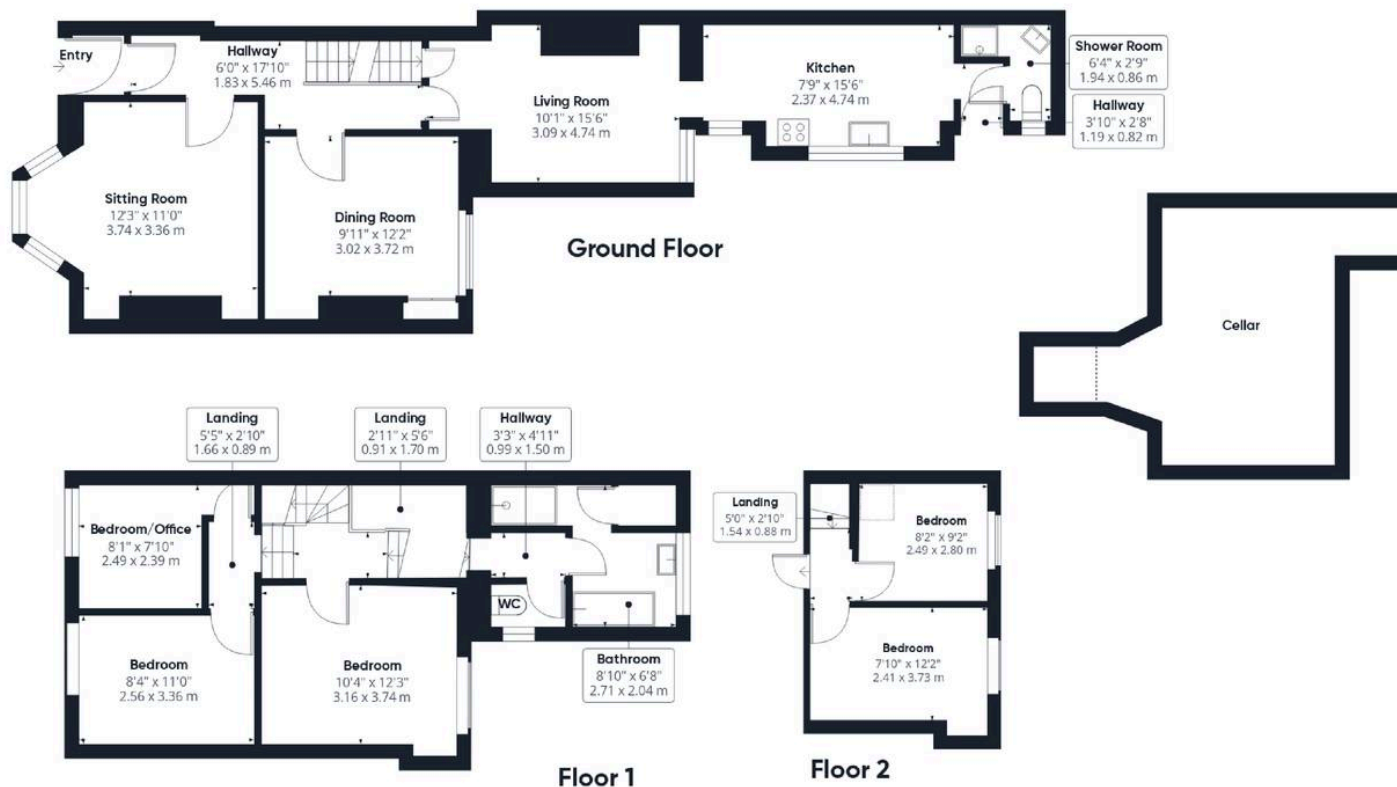 Entry
Hallway
6'0" x 17'10"
1.83 x 5.46 m
Living Room
10'1" x 15'6"
3.09 x 4.74 m
Kitchen
7'9" x 15'6"
2.37 x 4.74 m
Shower Room
6'4" x 2'9"
1.94 x 0.86 m
Hallway
3'10" x 2'8"
1.19 x 0.82 m
Sitting Room
12'3" x 11'0"
3.74 x 3.36 m
Dining Room
9'11" x 12'2"
3.02 x 3.72 m
Ground Floor
Cellar
Landing
5'5" x 2'10"
1.66 x 0.89 m
Landing
2'11" x 5'6"
0.91 x 1.70 m
Hallway
3'3" x 4'11"
0.99 x 1.50 m
Bedroom/Office
8'1" x 7'10"
2.49 x 2.39 m
Bedroom
8'4" x 11'0"
2.56 x 3.36 m
Bedroom
10'4" x 12'3"
3.16 x 3.74 m
WC
Bathroom
8'10" x 6'8"
2.71 x 2.04 m
Floor 1
Landing
5'0" x 2'10"
1.54 x 0.88 m
Bedroom
8'2" x 9'2"
2.49 x 2.80 m
Bedroom
7'10" x 12'2"
2.41 x 3.73 m
Floor 2